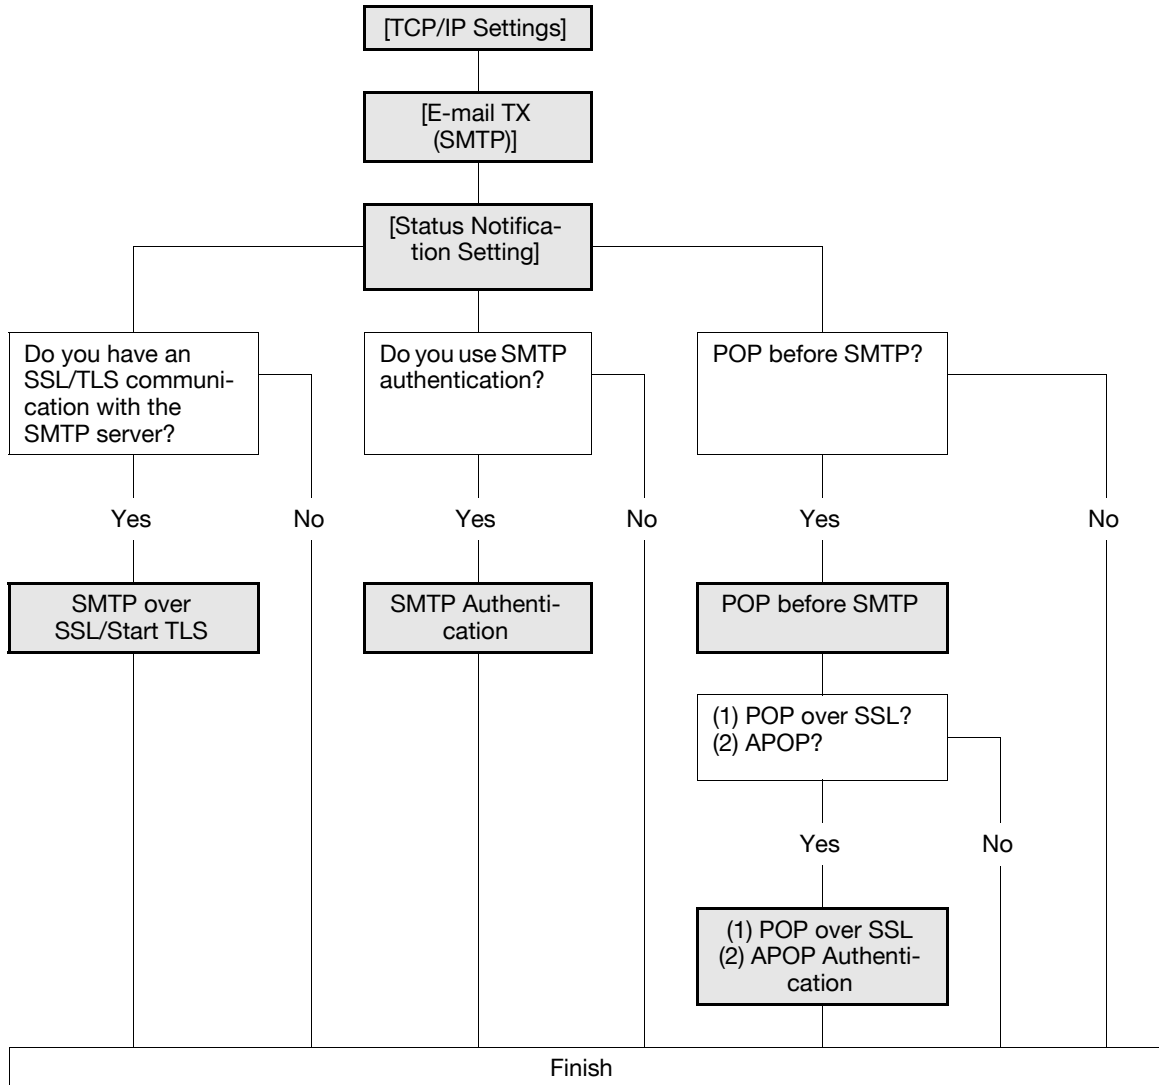 [TCP/IP Settings]
[E-mail TX
(SMTP)]
[Status Notifica-
tion Setting]
Do you have an
SSL/TLS communi-
cation with the
SMTP server?
Do you use SMTP
authentication?
POP before SMTP?
Yes
No
Yes
No
Yes
No
SMTP over
SSL/Start TLS
SMTP Authenti-
cation
POP before SMTP
(1) POP over SSL?
(2) APOP?
Yes
No
(1) POP over SSL
(2) APOP Authenti-
cation
Finish